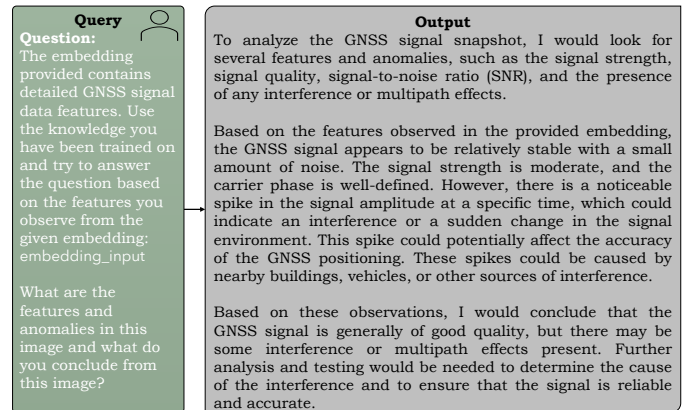 Query
Question:
The embedding
provided contains
detailed GNSS signal
data features. Use
the knowledge you
have been trained on
and try to answer
the question based
on the features you
observe from the
given embedding:
embedding_input
What are the
features and
anomalies in this
image and what do
you conclude from
this image?
Output
To analyze the GNSS signal snapshot, I would look for
several features and anomalies, such as the signal strength,
signal quality, signal-to-noise ratio (SNR), and the presence
of any interference or multipath effects.
Based on the features observed in the provided embedding,
the GNSS signal appears to be relatively stable with a small
amount of noise. The signal strength is moderate, and the
carrier phase is well-defined. However, there is a noticeable
spike in the signal amplitude at a specific time, which could
indicate an interference or a sudden change in the signal
environment. This spike could potentially affect the accuracy
of the GNSS positioning. These spikes could be caused by
nearby buildings, vehicles, or other sources of interference.
Based on these observations, I would conclude that the
GNSS signal is generally of good quality, but there may be
some interference or multipath effects present. Further
analysis and testing would be needed to determine the cause
of the interference and to ensure that the signal is reliable
and accurate.